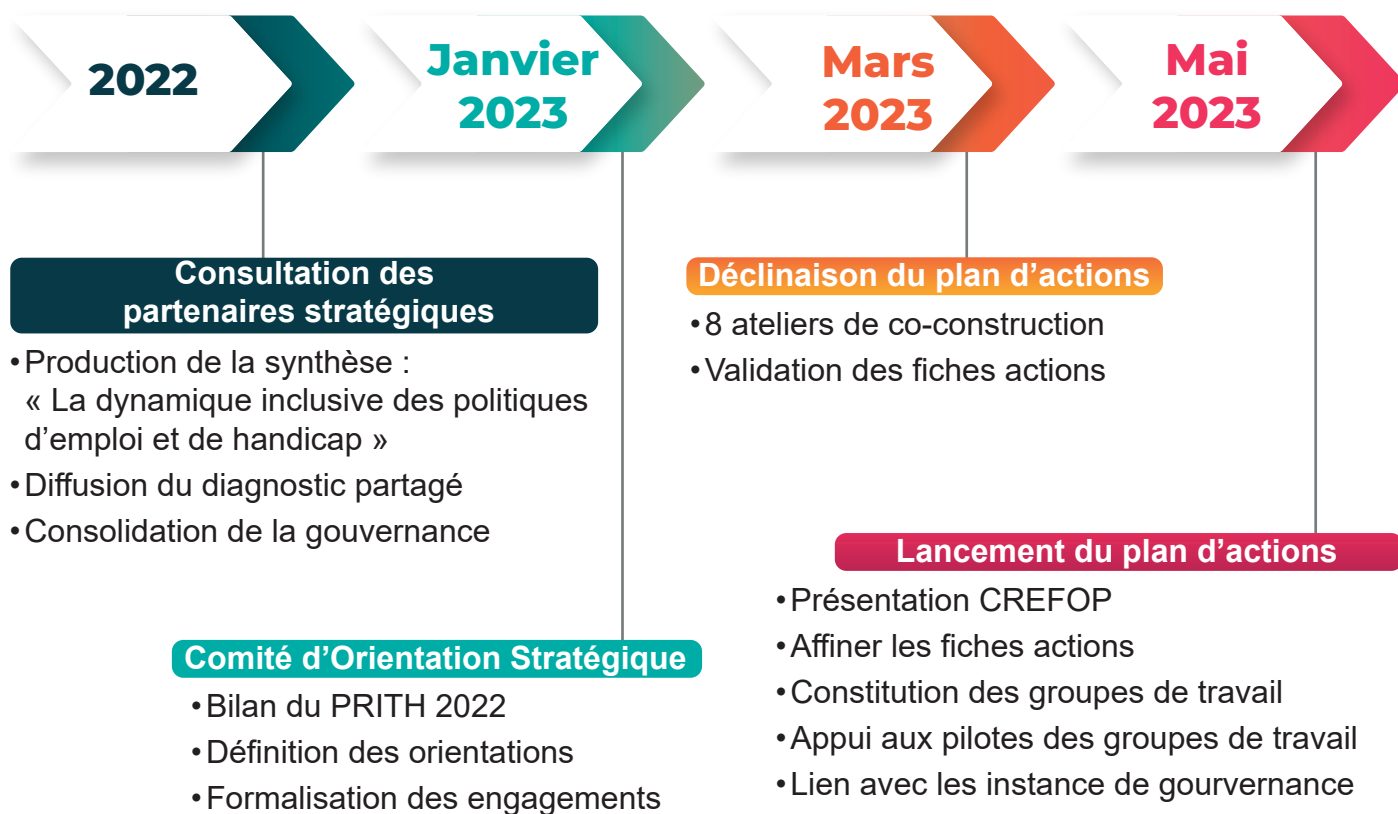 2022
Janvier
2023
Mars
2023
Mai
2023
Consultation des
partenaires stratégiques
•Production de la synthèse :
« La dynamique inclusive des politiques
d’emploi et de handicap »
•Diffusion du diagnostic partagé
•Consolidation de la gouvernance
Comité d’Orientation Stratégique
•Bilan du PRITH 2022
•Définition des orientations
•Formalisation des engagements
Déclinaison du plan d’actions
•8 ateliers de co-construction
•Validation des fiches actions
Lancement du plan d’actions
•Présentation CREFOP
•Affiner les fiches actions
•Constitution des groupes de travail
•Appui aux pilotes des groupes de travail
•Lien avec les instance de gourvernance